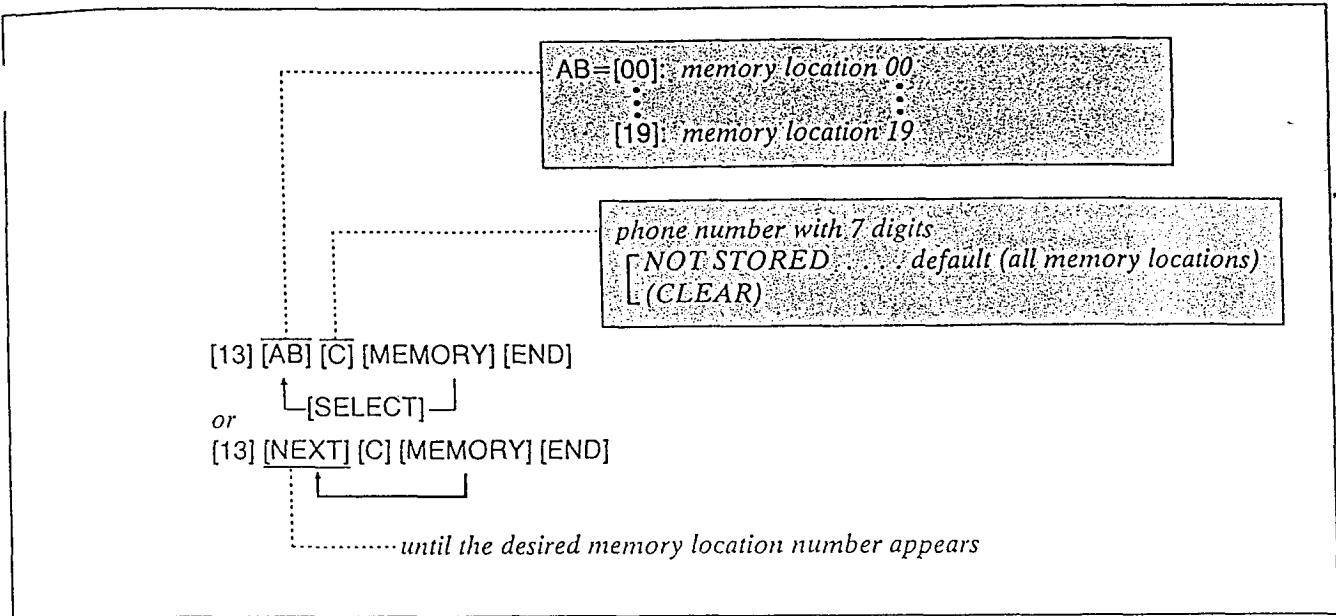 AB=[00]: memory location 00
[19]: memory location 19
phone number with 7 digits
NOT STORED ..... default (all memory locations)
(CLEAR)
[13] [AB] [C] [MEMORY] [END]
[SELECT]
or
[13] [NEXT] [C] [MEMORY] [END]
until the desired memory location number appears